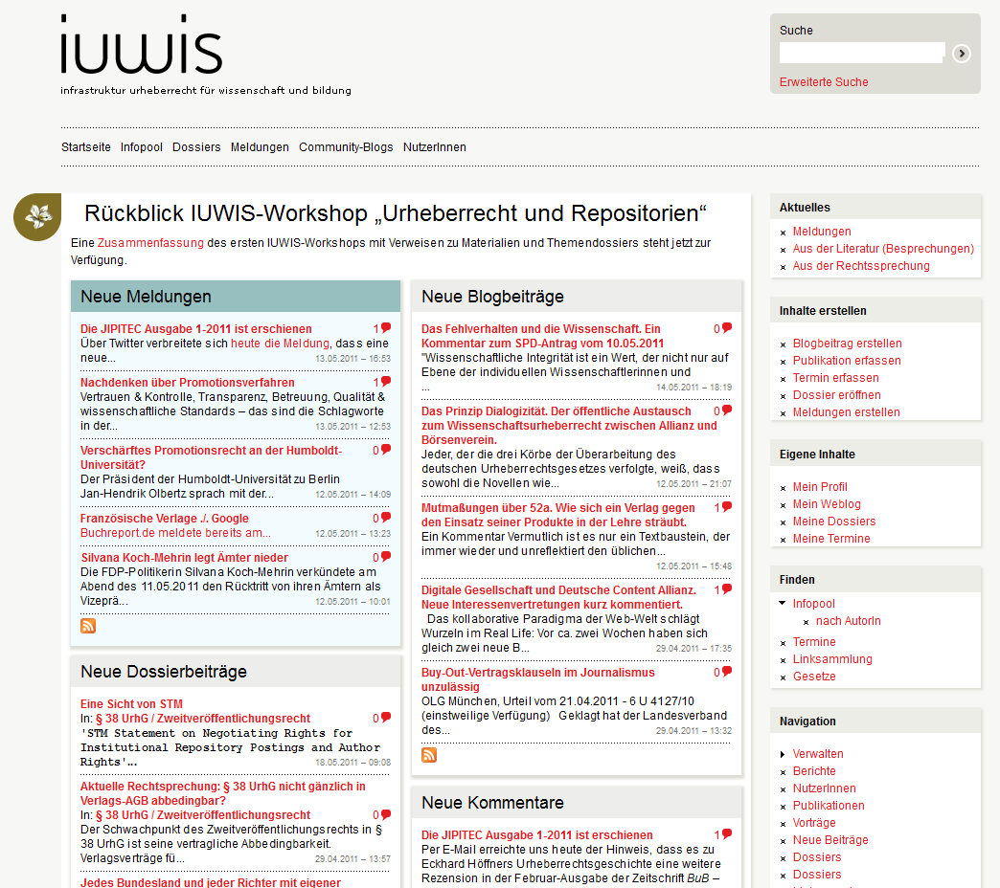 iuwis
infrastruktur urheberrecht für wissenschaft und bildung
Suche
Erweiterte Suche
Startseite Infopool Dossiers Meldungen Community-Blogs NutzerInnen
Rückblick IUWIS-Workshop „Urheberrecht und Repositorien“
Eine Zusammenfassung des ersten IUWIS-Workshops mit Verweisen zu Materialien und Themendossiers steht jetzt zur
Verfügung.
Neue Meldungen
Die JIPITEC Ausgabe 1-2011 ist erschienen 1
Über Twitter verbreitete sich heute die Meldung, dass eine
neue... 13.05.2011 – 16:53
Nachdenken über Promotionsverfahren 1
Vertrauen & Kontrolle, Transparenz, Betreuung, Qualität &
wissenschaftliche Standards – das sind die Schlagworte
in der... 13.05.2011 – 12:53
Verschärftes Promotionsrecht an der Humboldt- 0
Universität?
Der Präsident der Humboldt-Universität zu Berlin
Jan-Hendrik Olbertz sprach mit der... 12.05.2011 – 14:09
Französische Verlage ./. Google 0
Buchreport.de meldete bereits am... 12.05.2011 – 13:23
Silvana Koch-Mehrin legt Ämter nieder 0
Die FDP-Politikerin Silvana Koch-Mehrin verkündete am
Abend des 11.05.2011 den Rücktritt von ihren Ämtern als
Vizeprä... 12.05.2011 – 10:01
Neue Dossierbeiträge
Eine Sicht von STM
In: § 38 UrhG / Zweitveröffentlichungsrecht 0
'STM Statement on Negotiating Rights for
Institutional Repository Postings and Author
Rights'... 18.05.2011 – 09:08
Aktuelle Rechtsprechung: § 38 UrhG nicht gänzlich in
Verlags-AGB abbedingbar?
In: § 38 UrhG / Zweitveröffentlichungsrecht 0
Der Schwachpunkt des Zweitveröffentlichungsrechts in §
38 UrhG ist seine vertragliche Abbedingbarkeit.
Verlagsverträge fü... 29.04.2011 – 13:57
Jedes Bundesland und jeder Richter mit eigener
Neue Blogbeiträge
Das Fehlverhalten und die Wissenschaft. Ein 0
Kommentar zum SPD-Antrag vom 10.05.2011
"Wissenschaftliche Integrität ist ein Wert, der nicht nur auf
Ebene der individuellen Wissenschaftlerinnen und
... 14.05.2011 – 18:19
Das Prinzip Dialogizität. Der öffentliche Austausch 0
zum Wissenschaftsurheberrecht zwischen Allianz und
Börsenverein.
Jeder, der die drei Körbe der Überarbeitung des
deutschen Urheberrechtsgesetzes verfolgte, weiß, dass
sowohl die Novellen wie... 12.05.2011 – 21:07
Mutmaßungen über 52a. Wie sich ein Verlag gegen 1
den Einsatz seiner Produkte in der Lehre sträubt.
Ein Kommentar Vermutlich ist es nur ein Textbaustein, der
immer wieder und unreflektiert den üblichen...
12.05.2011 – 15:48
Digitale Gesellschaft und Deutsche Content Allianz. 1
Neue Interessenvertretungen kurz kommentiert.
Das kollaborative Paradigma der Web-Welt schlägt
Wurzeln im Real Life: Vor ca. zwei Wochen haben sich
gleich zwei neue B... 29.04.2011 – 17:35
Buy-Out-Vertragsklauseln im Journalismus 0
unzulässig
OLG München, Urteil vom 21.04.2011 - 6 U 4127/10
(einstweilige Verfügung) Geklagt hat der Landesverband
des... 29.04.2011 – 13:32
Neue Kommentare
Die JIPITEC Ausgabe 1-2011 ist erschienen 1
Per E-Mail erreichte uns heute der Hinweis, dass es zu
Eckhard Höffners Urheberrechtsgeschichte eine weitere
Rezension in der Februar-Ausgabe der Zeitschrift BuB –
Aktuelles
Meldungen
Aus der Literatur (Besprechungen)
Aus der Rechtssprechung
Inhalte erstellen
Blogbeitrag erstellen
Publikation erfassen
Termin erfassen
Dossier eröffnen
Meldungen erstellen
Eigene Inhalte
Mein Profil
Mein Weblog
Meine Dossiers
Meine Termine
Finden
Infopool
nach AutorIn
Termine
Linksammlung
Gesetze
Navigation
Verwalten
Berichte
NutzerInnen
Publikationen
Vorträge
Neue Beiträge
Dossiers
Dossiers